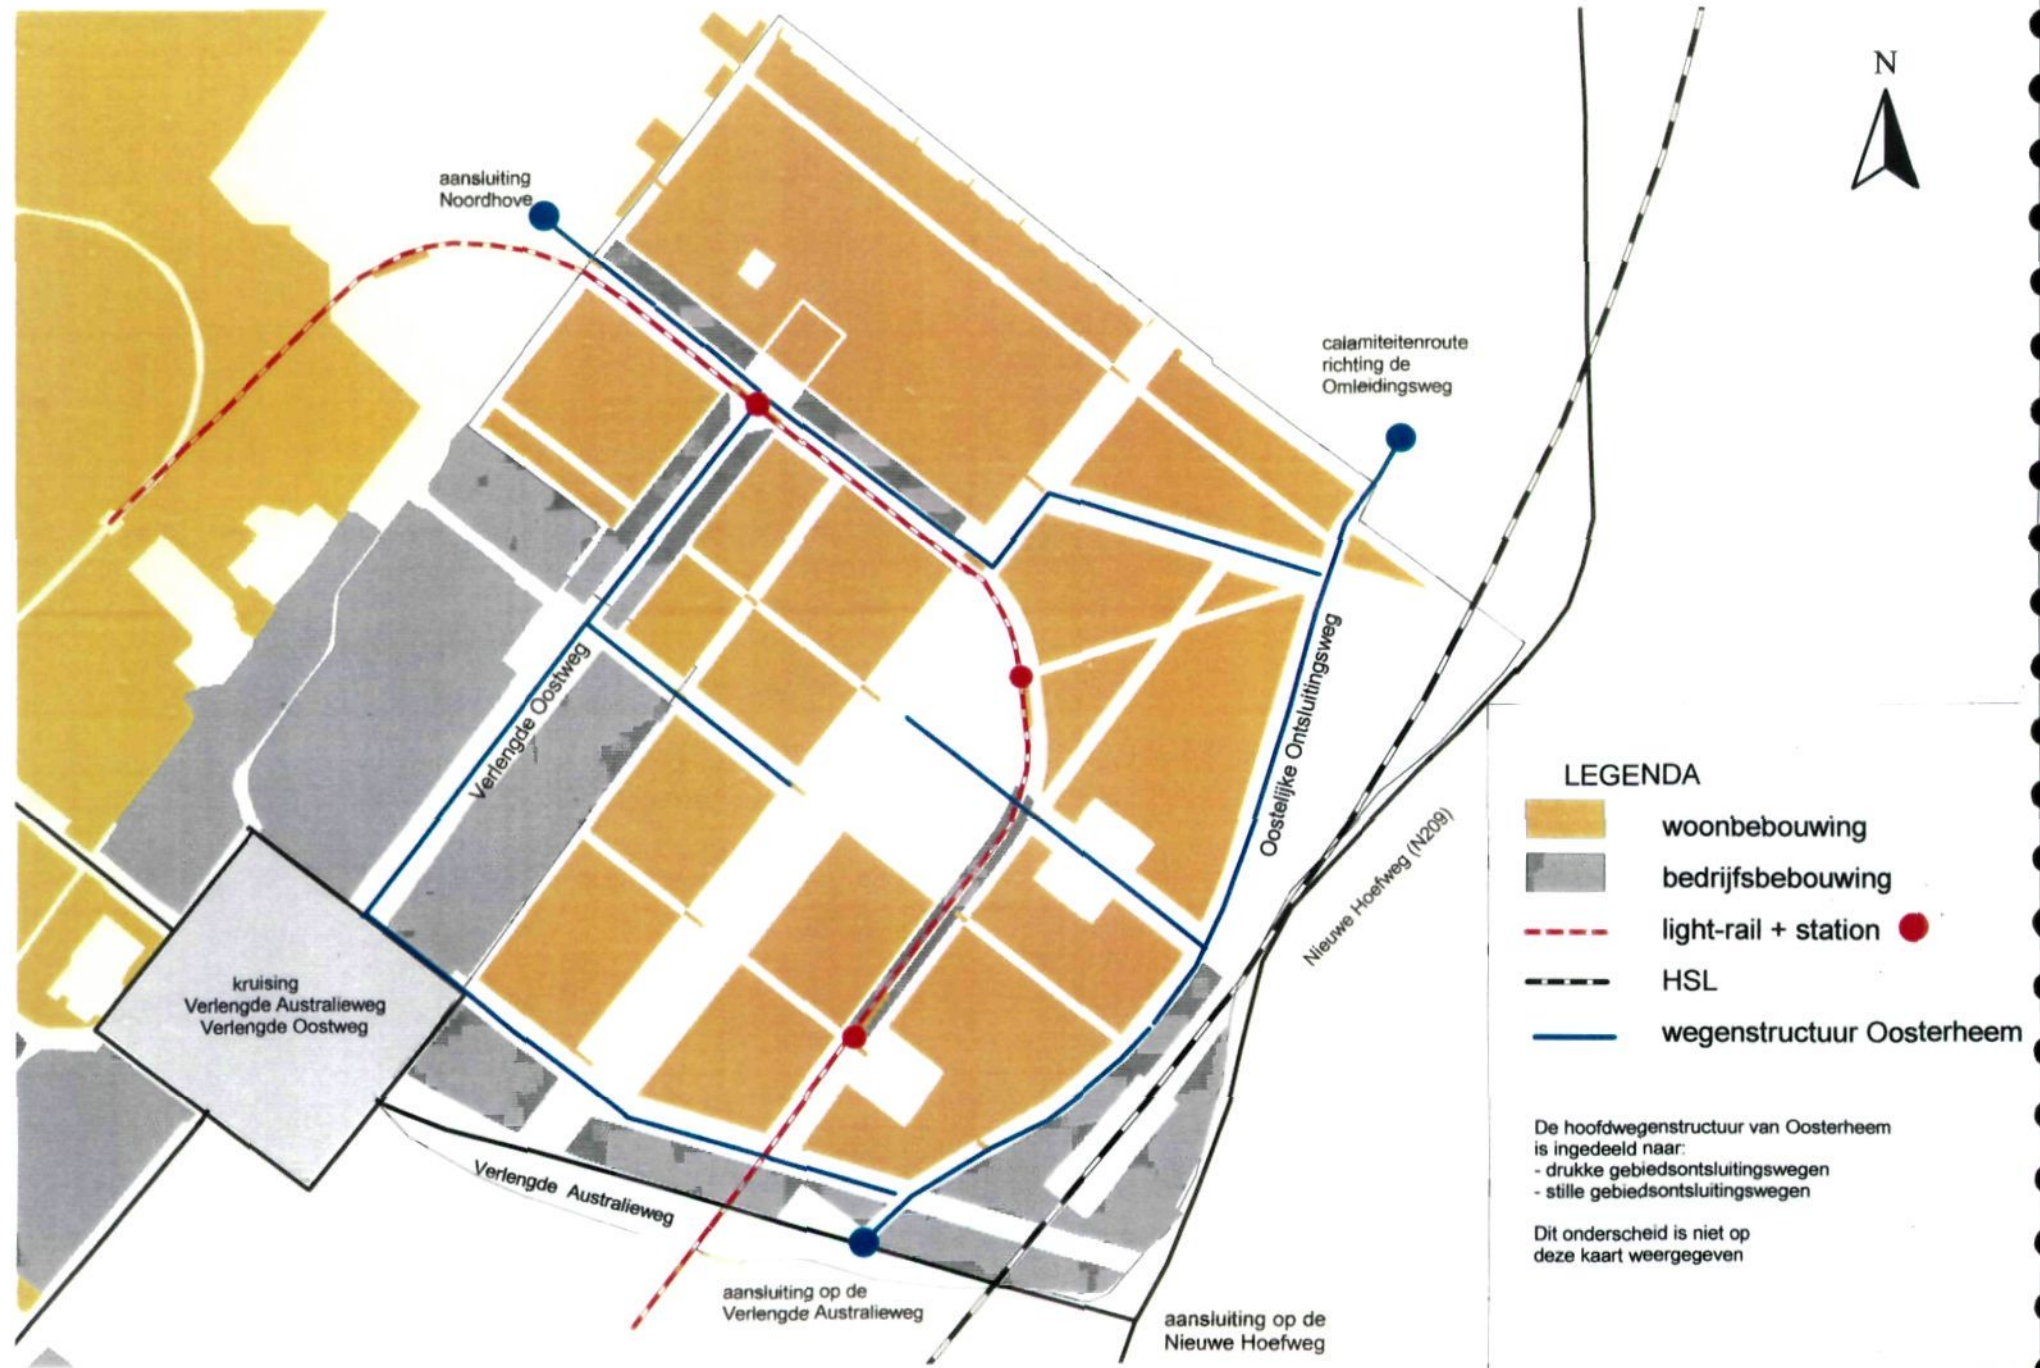 N
aansluiting
Noordhove
calamiteitenroute
richting de
Omleidingsweg
Verlengde Oostweg
Oostelijke Ontsluitingsweg
Nieuwe Hoefweg (N209)
kruising
Verlengde Australieweg
Verlengde Oostweg
Verlengde Australieweg
aansluiting op de
Verlengde Australieweg
aansluiting op de
Nieuwe Hoefweg
LEGENDA
woonbebouwing
bedrijfsbebouwing
light-rail + station
HSL
wegenstructuur Oosterheem
De hoofdwegenstructuur van Oosterheem
is ingedeeld naar:
- drukke gebiedsontsluitingswegen
- stille gebiedsontsluitingswegen
Dit onderscheid is niet op
deze kaart weergegeven